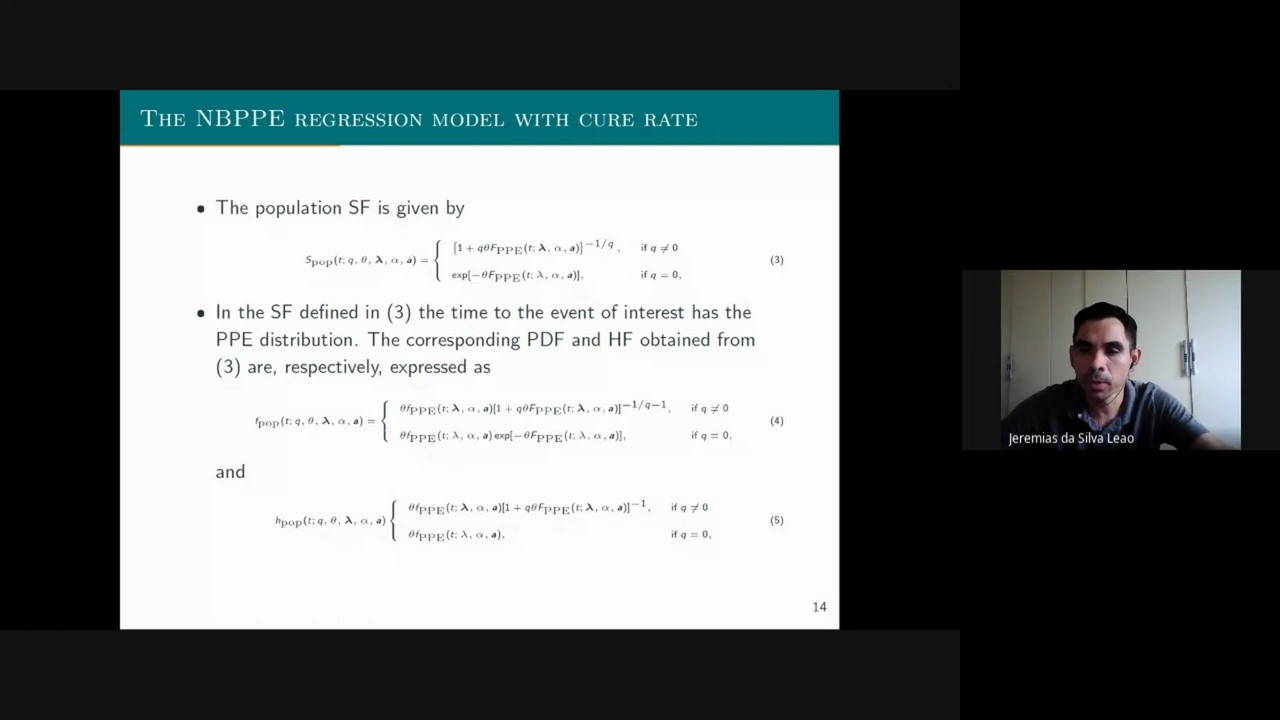 THE NBPPE REGRESSION MODEL WITH CURE RATE
• The population SF is given by
S_pop(t; q, θ, λ, α, a) = { [1 + qθF_PPE(t; λ, α, a)]^{−1/q}, if q ≠ 0
exp[−θF_PPE(t; λ, α, a)], if q = 0, (3)
• In the SF defined in (3) the time to the event of interest has the
PPE distribution. The corresponding PDF and HF obtained from
(3) are, respectively, expressed as
f_pop(t; q, θ, λ, α, a) = { θf_PPE(t; λ, α, a)[1 + qθF_PPE(t; λ, α, a)]^{−1/q−1}, if q ≠ 0
θf_PPE(t; λ, α, a) exp[−θF_PPE(t; λ, α, a)], if q = 0, (4)
and
h_pop(t; q, θ, λ, α, a) { θf_PPE(t; λ, α, a)[1 + qθF_PPE(t; λ, α, a)]^{−1}, if q ≠ 0
θf_PPE(t; λ, α, a), if q = 0, (5)
14
Jeremias da Silva Leao